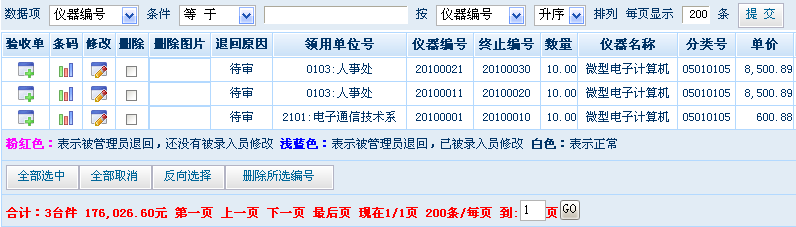 数据项 仪器编号 条件 等 于 按 仪器编号 升序 排列 每页显示 200 条 提 交
验收单 条码 修改 删除 删除图片 退回原因 领用单位号 仪器编号 终止编号 数量 仪器名称 分类号 单价
待审 0103:人事处 20100021 20100030 10.00 微型电子计算机 05010105 8,500.89
待审 0103:人事处 20100011 20100020 10.00 微型电子计算机 05010105 8,500.89
待审 2101:电子通信技术系 20100001 20100010 10.00 微型电子计算机 05010105 600.88
粉红色：表示被管理员退回，还没有被录入员修改 浅蓝色：表示被管理员退回，已被录入员修改 白色：表示正常
全部选中 全部取消 反向选择 删除所选编号
合计：3台件 176,026.60元 第一页 上一页 下一页 最后页 现在1/1页 200条/每页 到:1页 GO